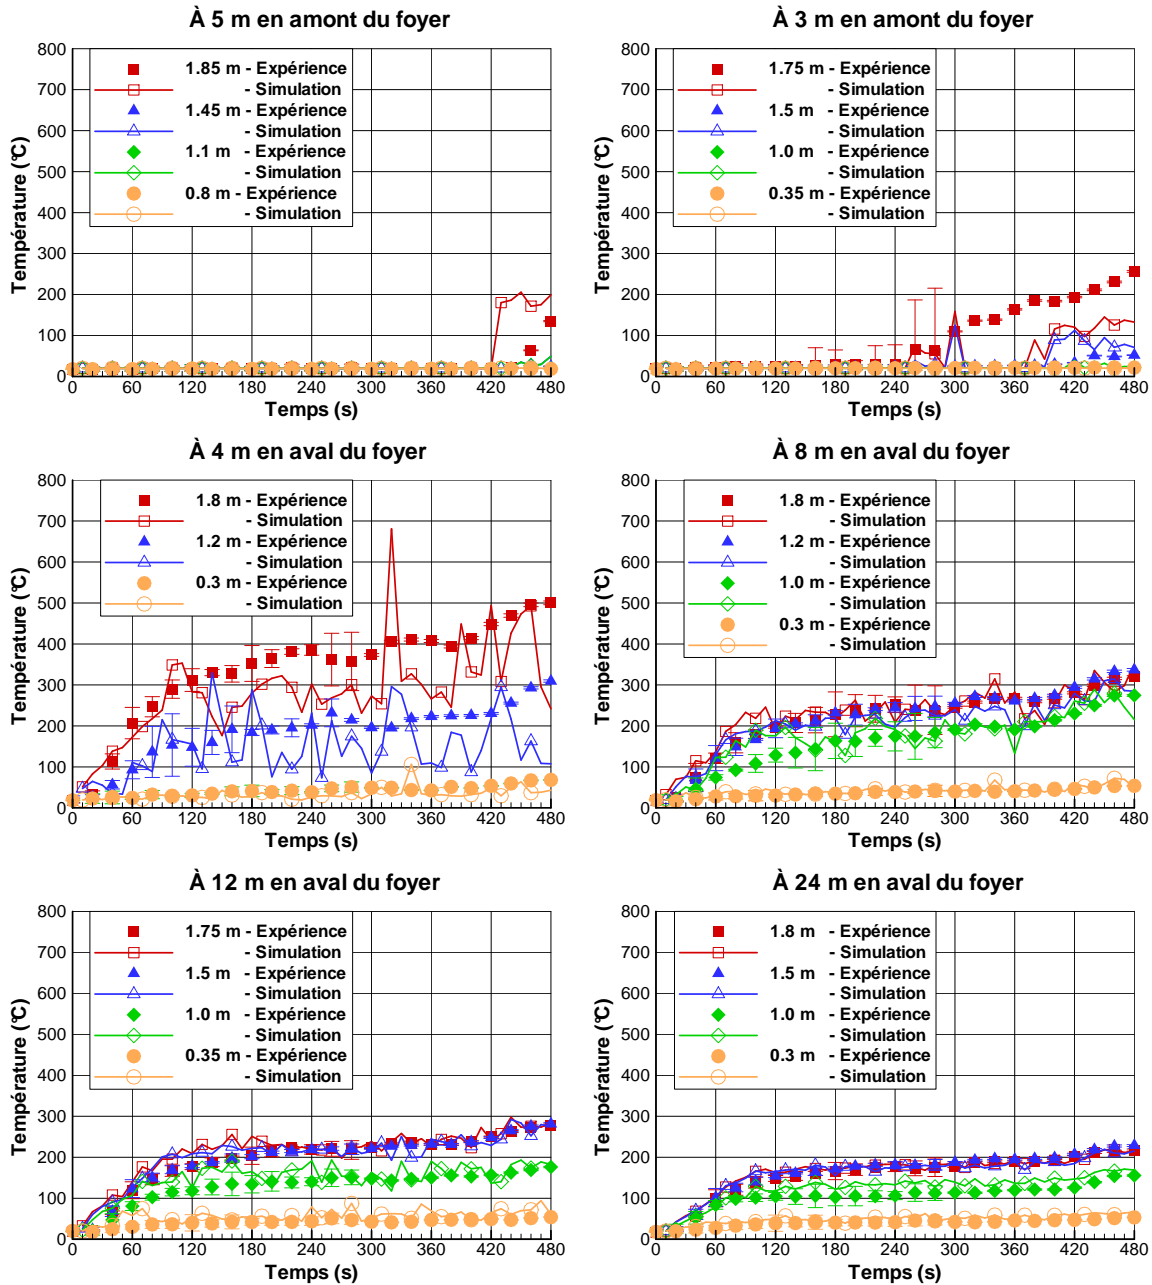 À 5 m en amont du foyer
Température (°C)
800
700
600
500
400
300
200
100
0
1.85 m - Expérience
- Simulation
1.45 m - Expérience
- Simulation
1.1 m - Expérience
- Simulation
0.8 m - Expérience
- Simulation
0 60 120 180 240 300 360 420 480
Temps (s)
À 3 m en amont du foyer
Température (°C)
800
700
600
500
400
300
200
100
0
1.75 m - Expérience
- Simulation
1.5 m - Expérience
- Simulation
1.0 m - Expérience
- Simulation
0.35 m - Expérience
- Simulation
0 60 120 180 240 300 360 420 480
Temps (s)
À 4 m en aval du foyer
Température (°C)
800
700
600
500
400
300
200
100
0
1.8 m - Expérience
- Simulation
1.2 m - Expérience
- Simulation
0.3 m - Expérience
- Simulation
0 60 120 180 240 300 360 420 480
Temps (s)
À 8 m en aval du foyer
Température (°C)
800
700
600
500
400
300
200
100
0
1.8 m - Expérience
- Simulation
1.2 m - Expérience
- Simulation
1.0 m - Expérience
- Simulation
0.3 m - Expérience
- Simulation
0 60 120 180 240 300 360 420 480
Temps (s)
À 12 m en aval du foyer
Température (°C)
800
700
600
500
400
300
200
100
0
1.75 m - Expérience
- Simulation
1.5 m - Expérience
- Simulation
1.0 m - Expérience
- Simulation
0.35 m - Expérience
- Simulation
0 60 120 180 240 300 360 420 480
Temps (s)
À 24 m en aval du foyer
Température (°C)
800
700
600
500
400
300
200
100
0
1.8 m - Expérience
- Simulation
1.5 m - Expérience
- Simulation
1.0 m - Expérience
- Simulation
0.3 m - Expérience
- Simulation
0 60 120 180 240 300 360 420 480
Temps (s)